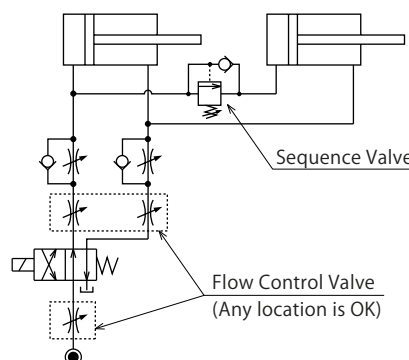 Sequence Valve
Flow Control Valve
(Any location is OK)